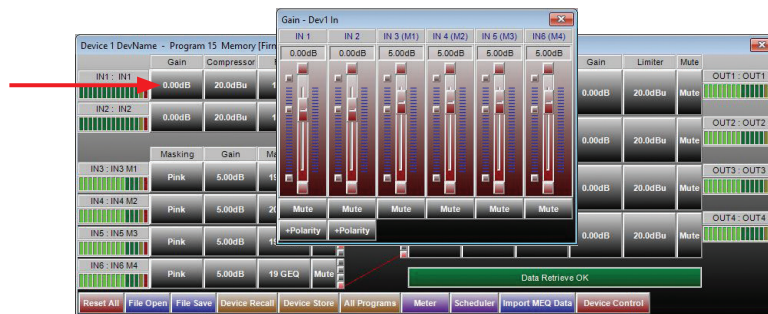 Gain - Dev1 In
IN 1 IN 2 IN 3 (M1) IN 4 (M2) IN 5 (M3) IN6 (M4)
0.00dB 0.00dB 5.00dB 5.00dB 5.00dB 5.00dB
Mute Mute Mute Mute Mute Mute
+Polarity +Polarity
Device 1 DevName - Program 15 Memory [Firm
Gain Compressor
IN1 : IN1
0.00dB 20.0dBu
IN2 : IN2
0.00dB 20.0dBu
Masking Gain
IN3 : IN3 M1
Pink 5.00dB
IN4 : IN4 M2
Pink 5.00dB
IN5 : IN5 M3
Pink 5.00dB
IN6 : IN6 M4
Pink 5.00dB 19 GEQ Mute
Gain Limiter Mute
0.00dB 20.0dBu Mute OUT1 : OUT1
0.00dB 20.0dBu Mute OUT2 : OUT2
0.00dB 20.0dBu Mute OUT3 : OUT3
0.00dB 20.0dBu Mute OUT4 : OUT4
Data Retrieve OK
Reset All File Open File Save Device Recall Device Store All Programs Meter Scheduler Import MEQ Data Device Control